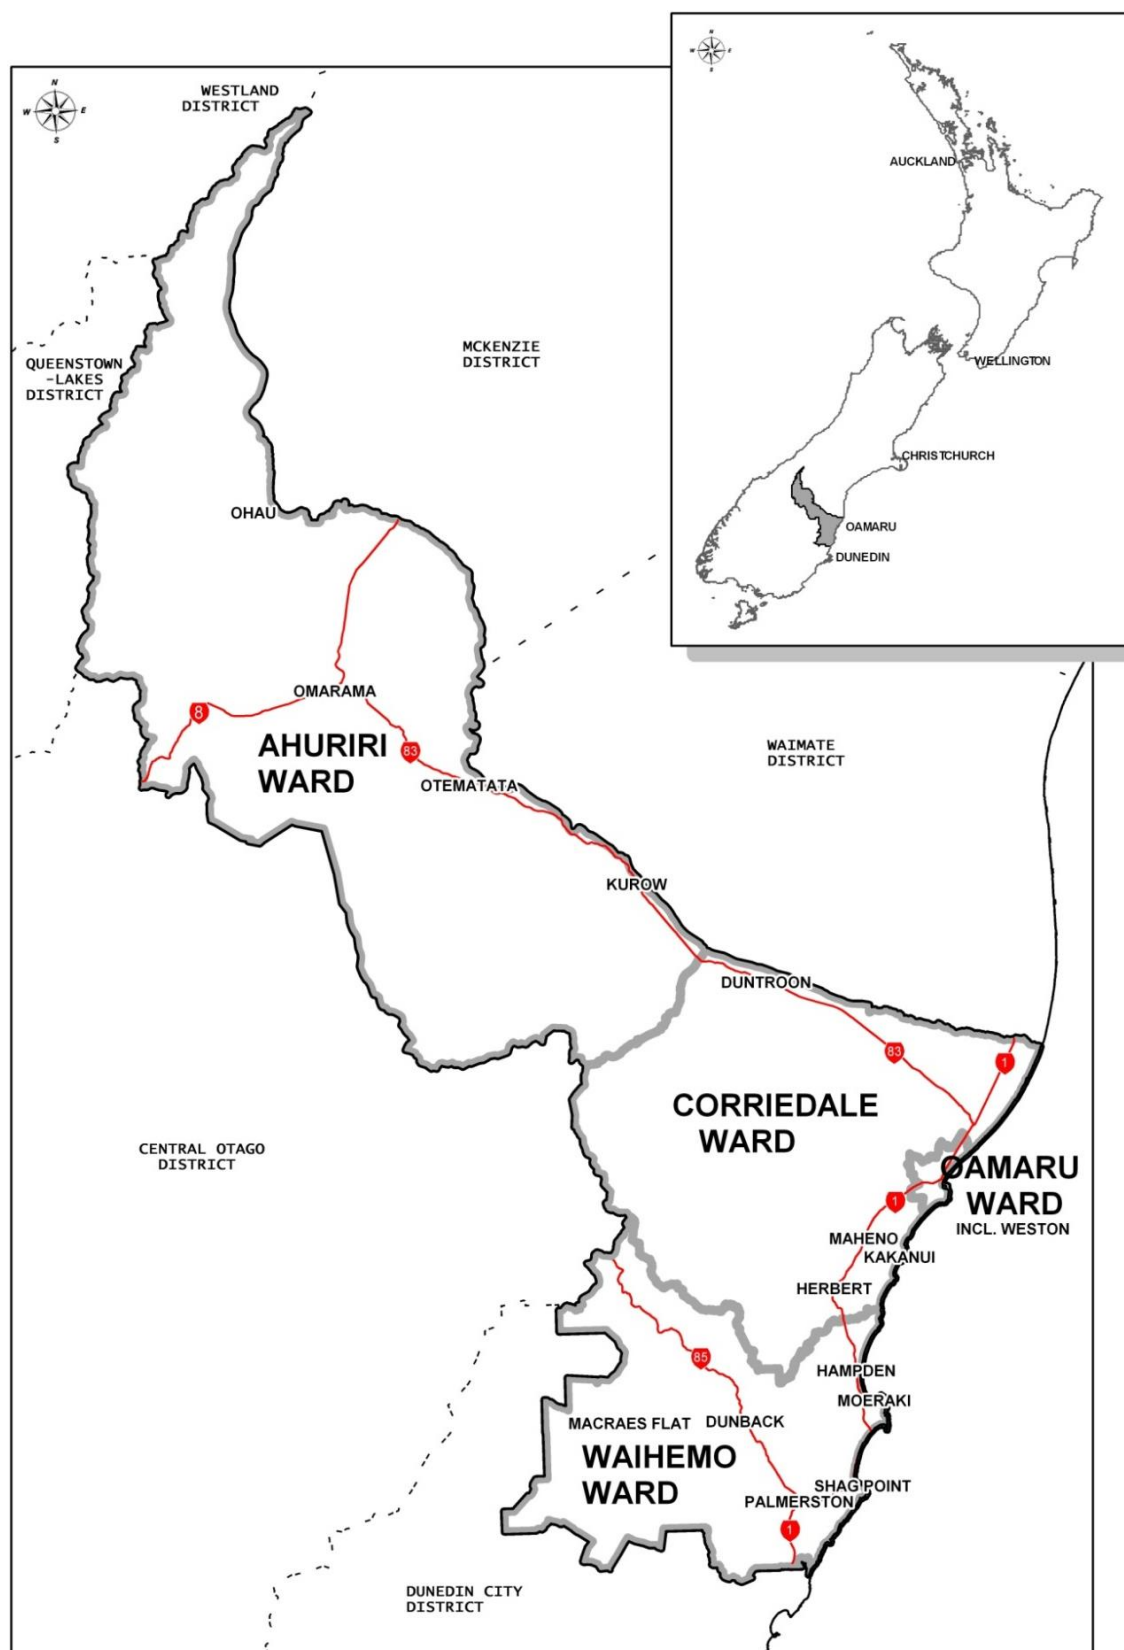 N
W
E
S
WESTLAND
DISTRICT
QUEENSTOWN
-LAKES
DISTRICT
MCKENZIE
DISTRICT
N
W
E
S
AUCKLAND
WELLINGTON
CHRISTCHURCH
OAMARU
DUNEDIN
OHAU
OMARAMA
8
AHURIRI
WARD
83
OTEMATATA
WAIMATE
DISTRICT
KUROW
DUNTROON
83
1
CORRIEDALE
WARD
CENTRAL OTAGO
DISTRICT
OAMARU
WARD
INCL. WESTON
1
MAHENO
KAKANUI
HERBERT
85
HAMPDEN
MOERAKI
MACRAES FLAT
DUNBACK
WAIHEMO
WARD
SHAG POINT
PALMERSTON
1
DUNEDIN CITY
DISTRICT